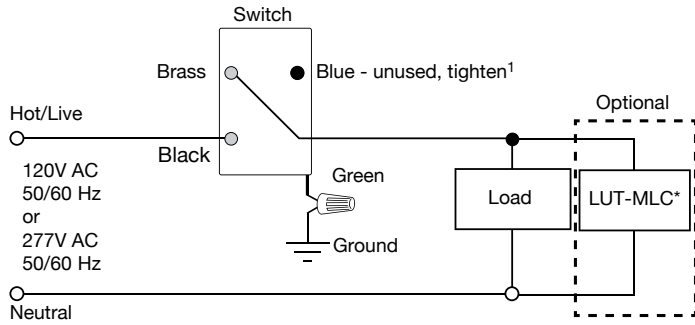 Switch
Brass
Blue - unused, tighten¹
Hot/Live
Optional
Black
120V AC
50/60 Hz
or
277V AC
50/60 Hz
Green
Load
LUT-MLC*
Ground
Neutral